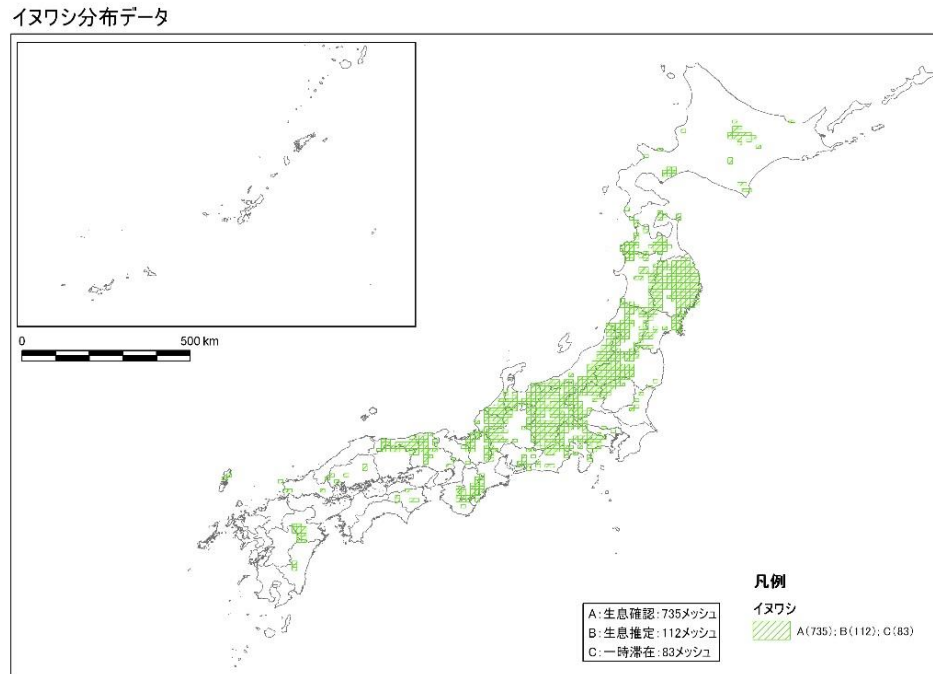 イヌワシ分布データ
0
500 km
凡例
イヌワシ
A(735); B(112); C(83)
A:生息確認:735メッシュ
B:生息推定:112メッシュ
C:一時滞在:83メッシュ